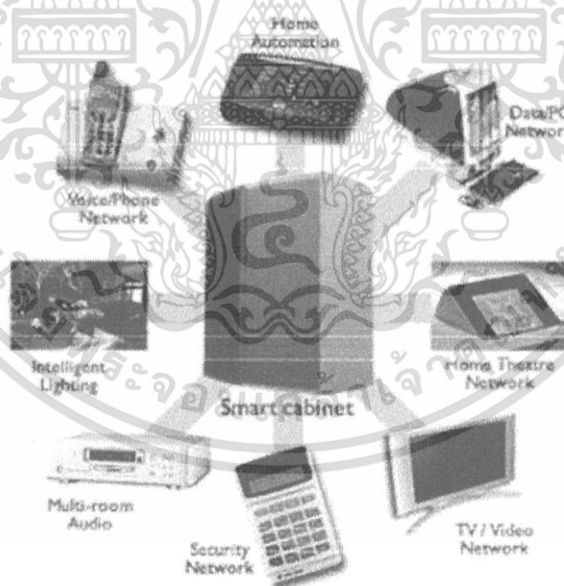 Home
Automation
Data/PC
Network
Voice/Phone
Network
Intelligent
Lighting
Home Theatre
Network
Smart cabinet
Multi-room
Audio
Security
Network
TV / Video
Network